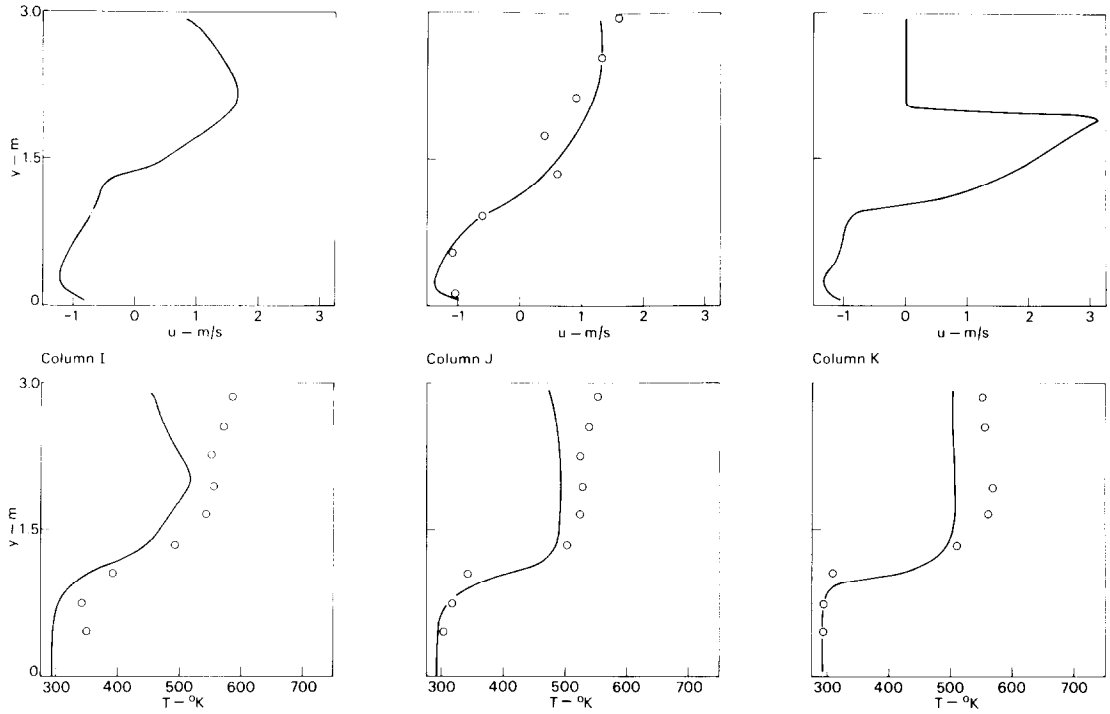 3.0
y – m
1.5
0
−1 0 1 2 3
u – m/s
−1 0 1 2 3
u – m/s
−1 0 1 2 3
u – m/s
Column I
Column J
Column K
3.0
y – m
1.5
0
300 400 500 600 700
T – °K
300 400 500 600 700
T – °K
300 400 500 600 700
T – °K